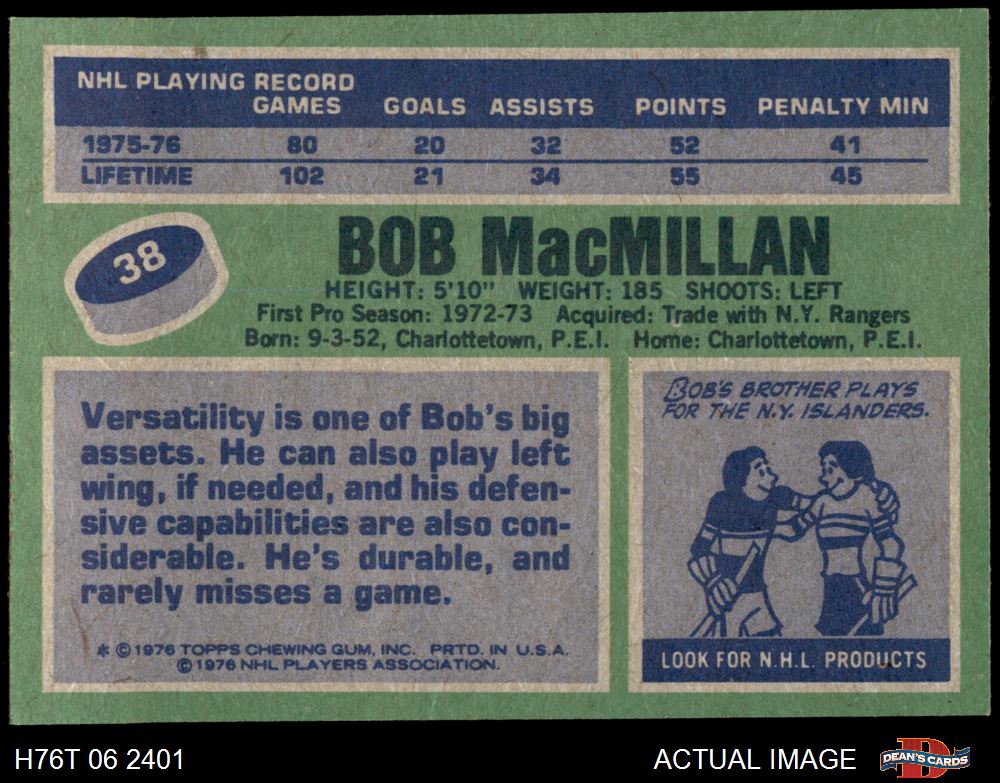 NHL PLAYING RECORD
GAMES GOALS ASSISTS POINTS PENALTY MIN
1975-76 80 20 32 52 41
LIFETIME 102 21 34 55 45
38
BOB MacMILLAN
HEIGHT: 5'10" WEIGHT: 185 SHOOTS: LEFT
First Pro Season: 1972-73 Acquired: Trade with N.Y. Rangers
Born: 9-3-52, Charlottetown, P.E.I. Home: Charlottetown, P.E.I.
Versatility is one of Bob's big
assets. He can also play left
wing, if needed, and his defen-
sive capabilities are also con-
siderable. He's durable, and
rarely misses a game.
* © 1976 TOPPS CHEWING GUM, INC. PRTD. IN U.S.A.
© 1976 NHL PLAYERS ASSOCIATION.
BOB'S BROTHER PLAYS
FOR THE N.Y. ISLANDERS.
LOOK FOR N.H.L. PRODUCTS
H76T 06 2401
ACTUAL IMAGE
D
DEAN'S CARDS